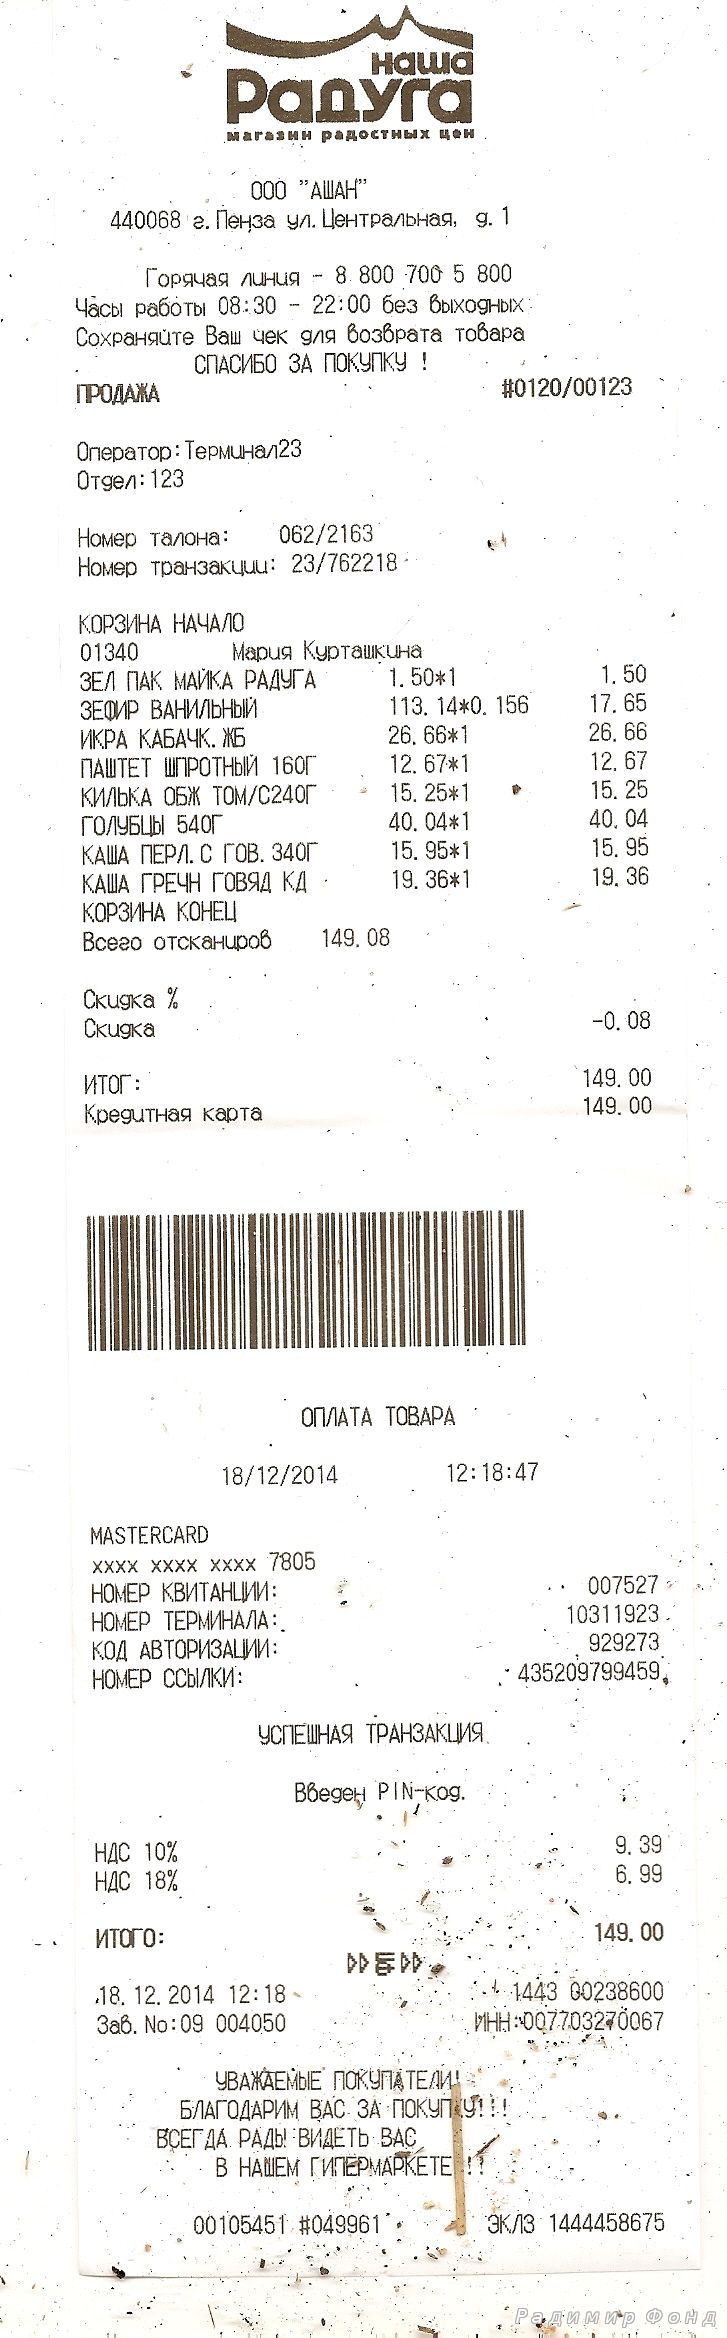 наша
Радуга
магазин радостных цен
ООО "АШАН"
440068 г.Пенза ул.Центральная, д.1
Горячая линия - 8 800 700 5 800
Часы работы 08:30 - 22:00 без выходных
Сохраняйте Ваш чек для возврата товара
СПАСИБО ЗА ПОКУПКУ !
ПРОДАЖА #0120/00123
Оператор:Терминал23
Отдел:123
Номер талона: 062/2163
Номер транзакции: 23/762218
КОРЗИНА НАЧАЛО
01340 Мария Курташкина
ЗЕЛ ПАК МАЙКА РАДУГА 1.50*1 1.50
ЗЕФИР ВАНИЛЬНЫЙ 113.14*0.156 17.65
ИКРА КАБАЧК.ЖБ 26.66*1 26.66
ПАШТЕТ ШПРОТНЫЙ 160Г 12.67*1 12.67
КИЛЬКА ОБЖ ТОМ/С240Г 15.25*1 15.25
ГОЛУБЦЫ 540Г 40.04*1 40.04
КАША ПЕРЛ.С ГОВ.340Г 15.95*1 15.95
КАША ГРЕЧН ГОВЯД КД 19.36*1 19.36
КОРЗИНА КОНЕЦ
Всего отсканиров 149.08
Скидка %
Скидка -0.08
ИТОГ: 149.00
Кредитная карта 149.00
ОПЛАТА ТОВАРА
18/12/2014 12:18:47
MASTERCARD
xxxx xxxx xxxx 7805
НОМЕР КВИТАНЦИИ: 007527
НОМЕР ТЕРМИНАЛА: 10311923
КОД АВТОРИЗАЦИИ: 929273
НОМЕР ССЫЛКИ: 435209799459
УСПЕШНАЯ ТРАНЗАКЦИЯ
Введен PIN-код.
НДС 10% 9.39
НДС 18% 6.99
ИТОГО: 149.00
18.12.2014 12:18 1443 00238600
Зав.No:09 004050 ИНН:007703270067
УВАЖАЕМЫЕ ПОКУПАТЕЛИ!
БЛАГОДАРИМ ВАС ЗА ПОКУПКУ!!!
ВСЕГДА РАДЫ ВИДЕТЬ ВАС
В НАШЕМ ГИПЕРМАРКЕТЕ!!!
00105451 #049961 ЭКЛЗ 1444458675
Радимир Фонд